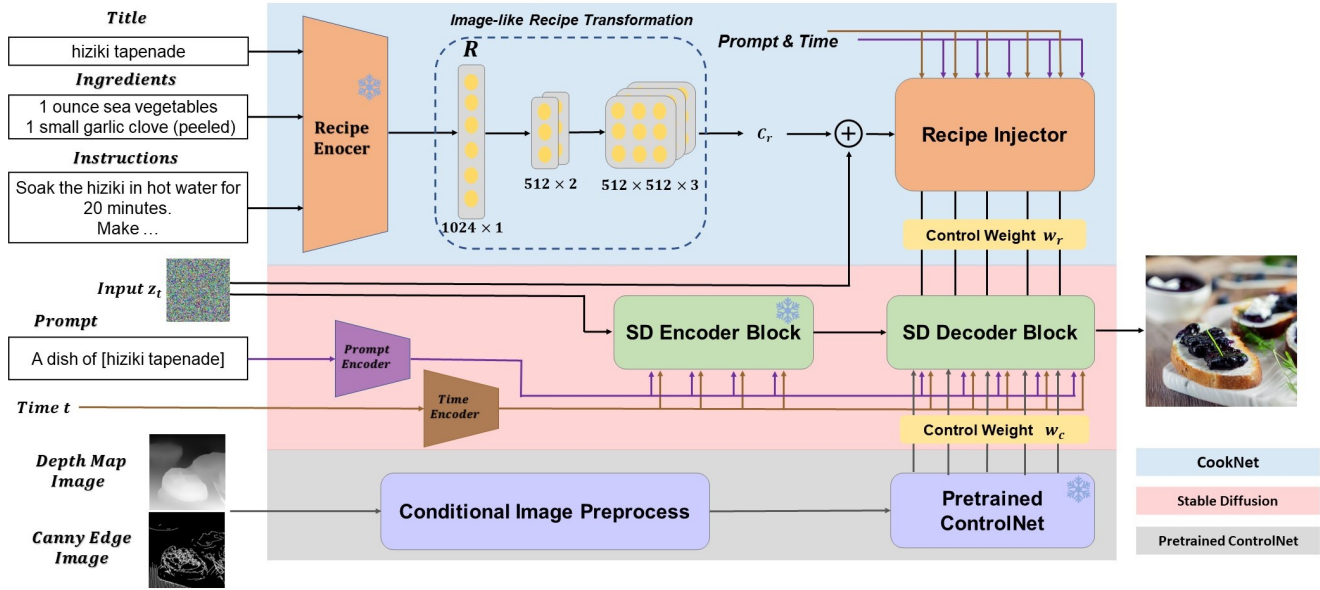 Title
hiziki tapenade
Ingredients
1 ounce sea vegetables
1 small garlic clove (peeled)
Instructions
Soak the hiziki in hot water for
20 minutes.
Make …
Recipe
Enocer
Image-like Recipe Transformation
R
1024 × 1
512 × 2
512 × 512 × 3
C_r
Prompt & Time
Recipe Injector
Control Weight w_r
Input z_t
Prompt
A dish of [hiziki tapenade]
Time t
Prompt
Encoder
Time
Encoder
SD Encoder Block
SD Decoder Block
Control Weight w_c
Depth Map
Image
Canny Edge
Image
Conditional Image Preprocess
Pretrained
ControlNet
CookNet
Stable Diffusion
Pretrained ControlNet